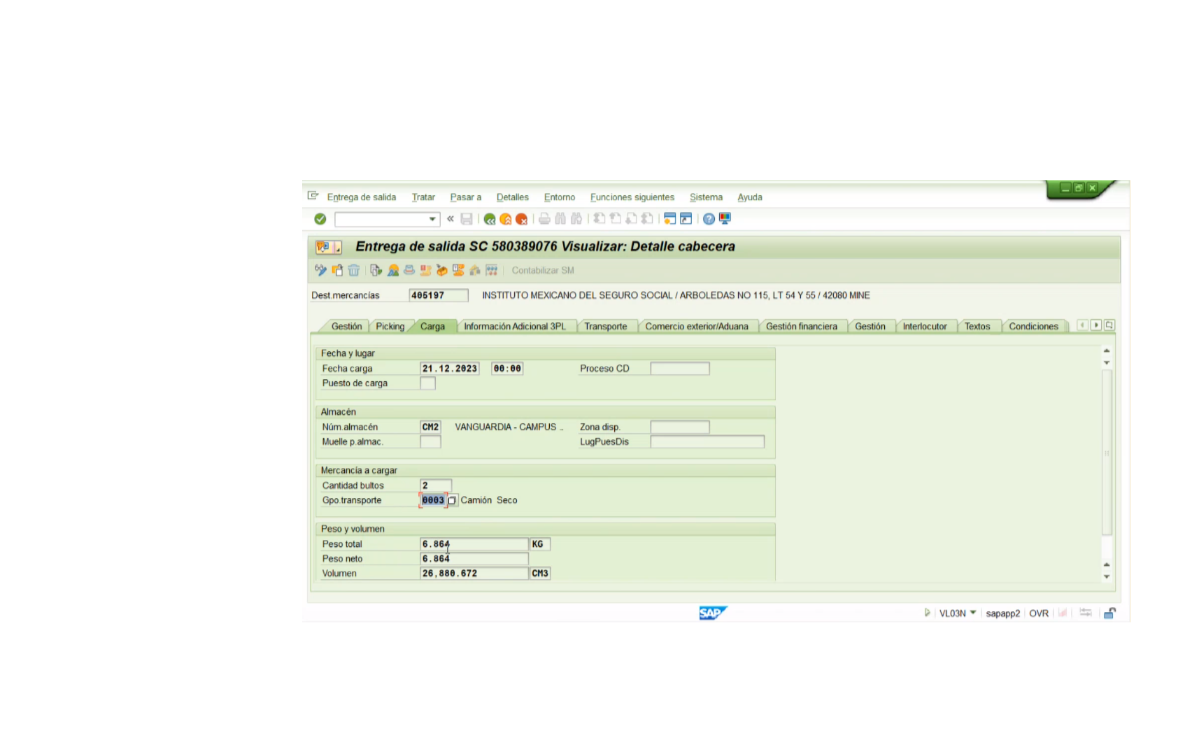 Entrega de salida Tratar Pasar a Detalles Entorno Funciones siguientes Sistema Ayuda
Entrega de salida SC 580389076 Visualizar: Detalle cabecera
Contabilizar SM
Dest.mercancías 405197 INSTITUTO MEXICANO DEL SEGURO SOCIAL / ARBOLEDAS NO 115, LT 54 Y 55 / 42080 MINE
Gestión Picking Carga Información Adicional 3PL Transporte Comercio exterior/Aduana Gestión financiera Gestión Interlocutor Textos Condiciones
Fecha y lugar
Fecha carga 21.12.2023 00:00 Proceso CD
Puesto de carga
Almacén
Núm.almacén CM2 VANGUARDIA - CAMPUS .. Zona disp.
Muelle p.almac. LugPuesDis
Mercancía a cargar
Cantidad bultos 2
Gpo.transporte 0003 Camión Seco
Peso y volumen
Peso total 6.864 KG
Peso neto 6.864
Volumen 26,880.672 CM3
SAP VL03N sapapp2 OVR